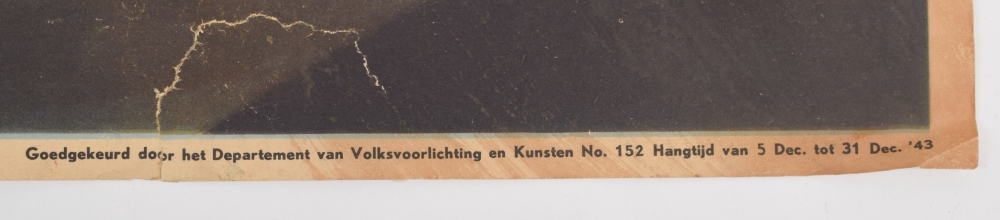 Goedgekeurd door het Departement van Volksvoorlichting en Kunsten No. 152 Hangtijd van 5 Dec. tot 31 Dec. '43